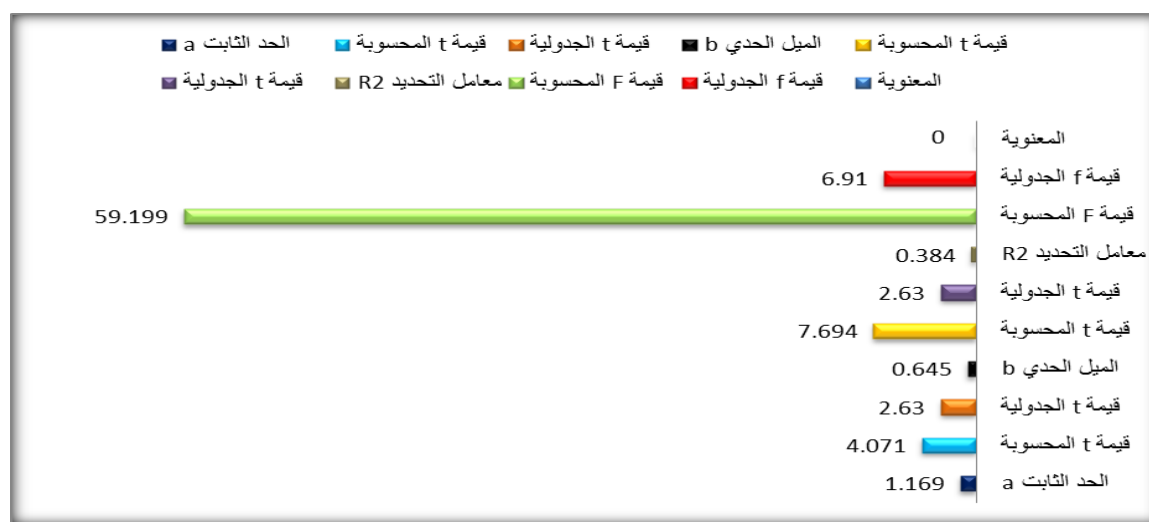 الحد الثابت a قيمة t المحسوبة قيمة t الجدولية الميل الحدي b قيمة t المحسوبة
قيمة t الجدولية معامل التحديد R2 قيمة F المحسوبة قيمة f الجدولية المعنوية
المعنوية 0
قيمة f الجدولية 6.91
قيمة F المحسوبة 59.199
معامل التحديد R2 0.384
قيمة t الجدولية 2.63
قيمة t المحسوبة 7.694
الميل الحدي b 0.645
قيمة t الجدولية 2.63
قيمة t المحسوبة 4.071
الحد الثابت a 1.169